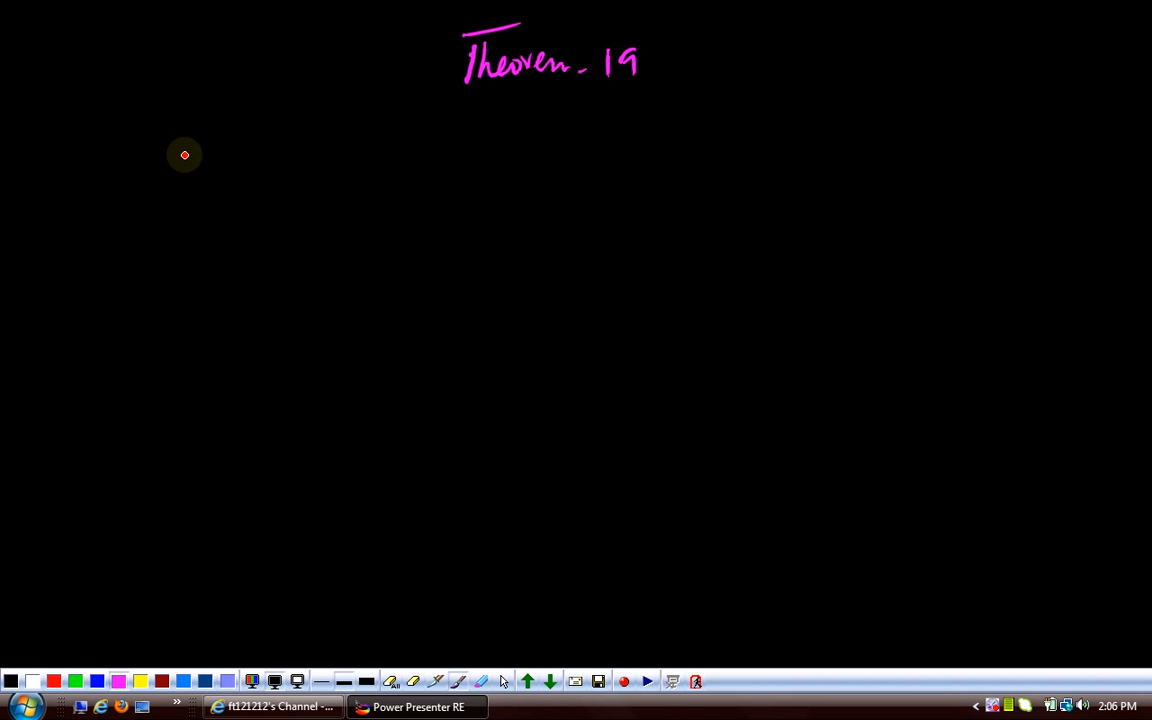 Theorem - 19
ft121212's Channel -...
Power Presenter RE
2:06 PM